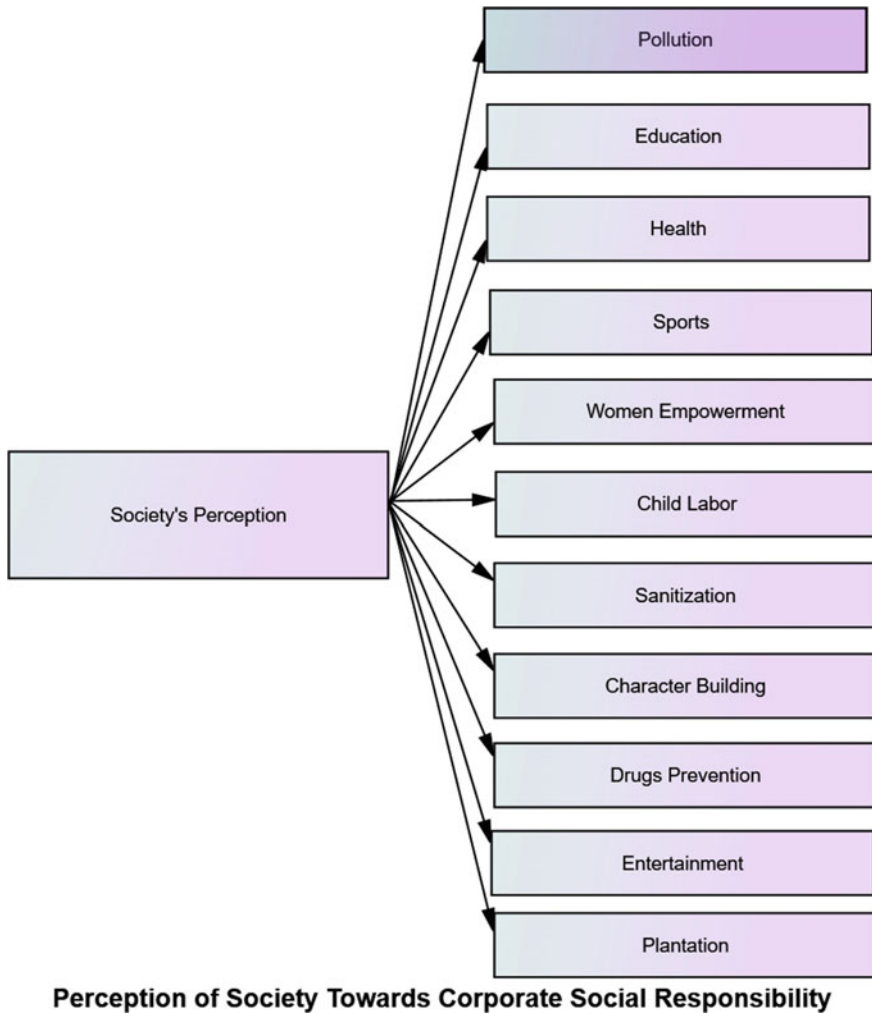 Pollution
Education
Health
Sports
Women Empowerment
Society's Perception
Child Labor
Sanitization
Character Building
Drugs Prevention
Entertainment
Plantation
Perception of Society Towards Corporate Social Responsibility